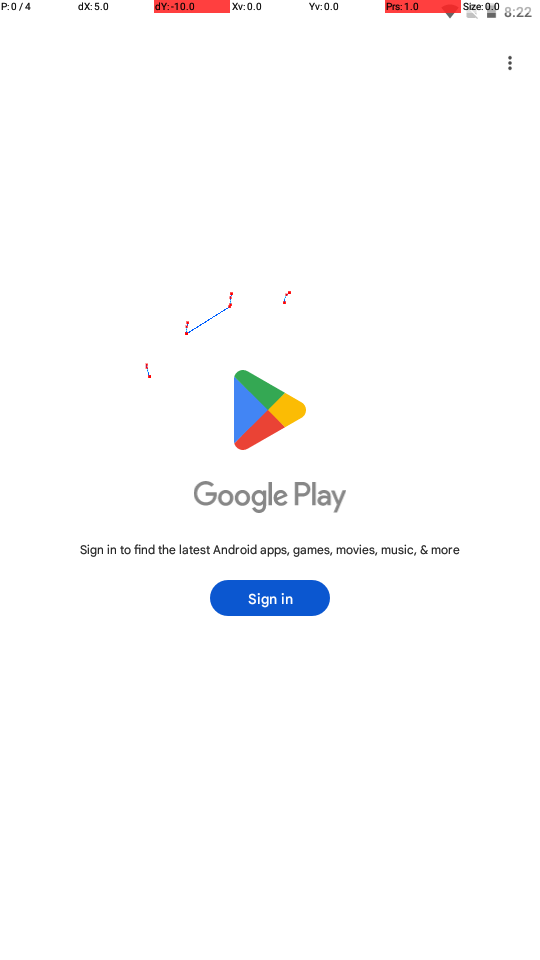 P: 0 / 4 dX: 5.0 dY: -10.0 Xv: 0.0 Yv: 0.0 Prs: 1.0 Size: 0.0
8:22
Google Play
Sign in to find the latest Android apps, games, movies, music, & more
Sign in